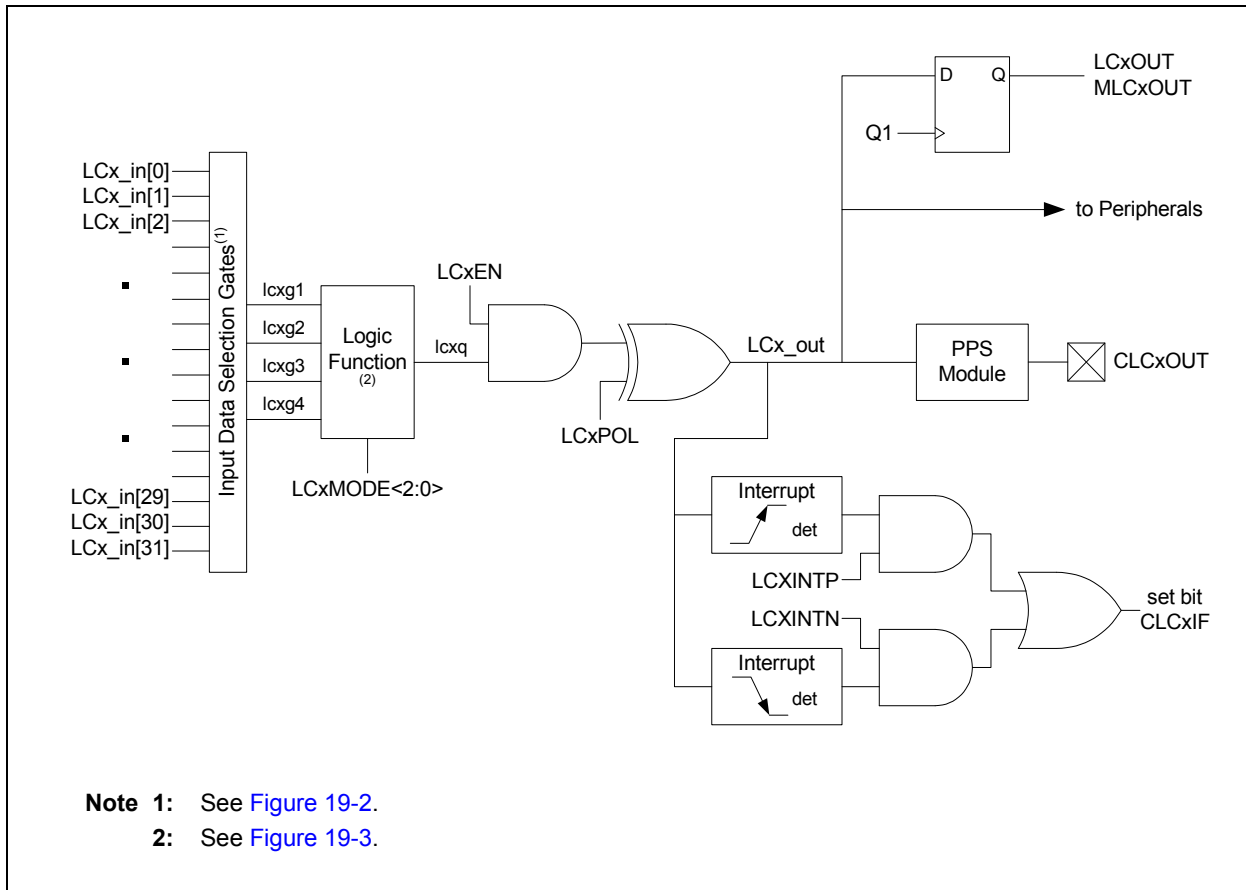 LCx_in[0]
LCx_in[1]
LCx_in[2]
LCx_in[29]
LCx_in[30]
LCx_in[31]
Input Data Selection Gates(1)
lcxg1
lcxg2
lcxg3
lcxg4
Logic
Function
(2)
LCxMODE<2:0>
lcxq
LCxEN
LCxPOL
LCx_out
D
Q
Q1
LCxOUT
MLCxOUT
to Peripherals
PPS
Module
CLCxOUT
Interrupt
det
LCXINTP
LCXINTN
Interrupt
det
set bit
CLCxIF
Note 1: See Figure 19-2.
2: See Figure 19-3.